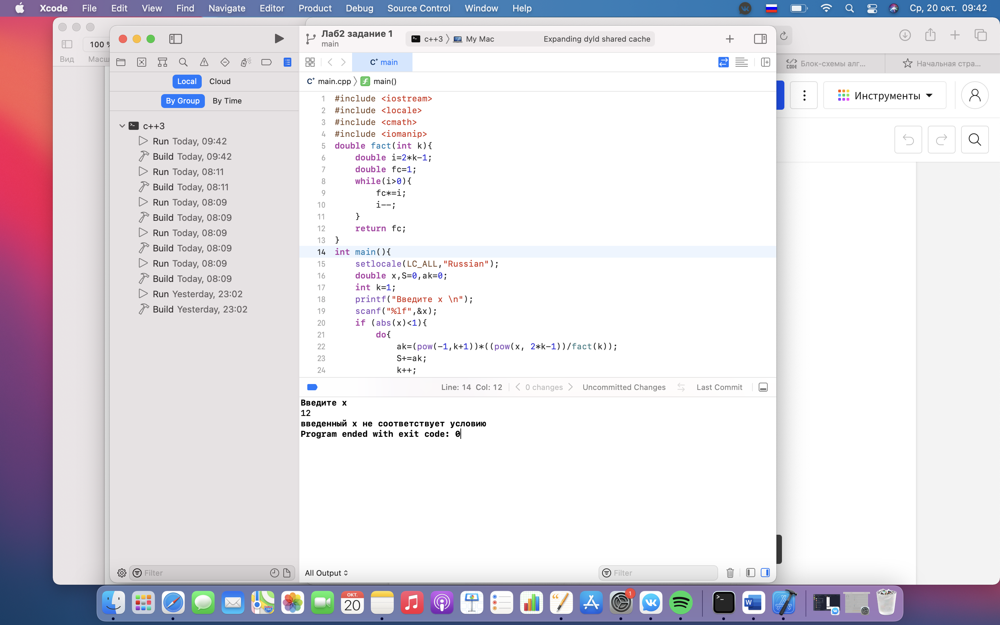 Xcode File Edit View Find Navigate Editor Product Debug Source Control Window Help Ср, 20 окт. 09:42
100 %
Вид
Лаб2 задание 1
main
c++3 My Mac Expanding dyld shared cache
main
Блок-схемы алг...
Начальная стра...
Local Cloud
main.cpp main()
Инструменты
By Group By Time
c++3
Run Today, 09:42
Build Today, 09:42
Run Today, 08:11
Build Today, 08:11
Run Today, 08:09
Build Today, 08:09
Run Today, 08:09
Build Today, 08:09
Run Today, 08:09
Build Today, 08:09
Run Yesterday, 23:02
Build Yesterday, 23:02
1 #include <iostream>
2 #include <locale>
3 #include <cmath>
4 #include <iomanip>
5 double fact(int k){
6 double i=2*k-1;
7 double fc=1;
8 while(i>0){
9 fc*=i;
10 i--;
11 }
12 return fc;
13 }
14 int main(){
15 setlocale(LC_ALL,"Russian");
16 double x,S=0,ak=0;
17 int k=1;
18 printf("Введите x \n");
19 scanf("%lf",&x);
20 if (abs(x)<1){
21 do{
22 ak=(pow(-1,k+1))*((pow(x, 2*k-1))/fact(k));
23 S+=ak;
24 k++;
Line: 14 Col: 12 0 changes Uncommitted Changes Last Commit
Введите x
12
введенный x не соответствует условию
Program ended with exit code: 0
Filter
All Output
Filter
ОКТ.
20
280
1
W